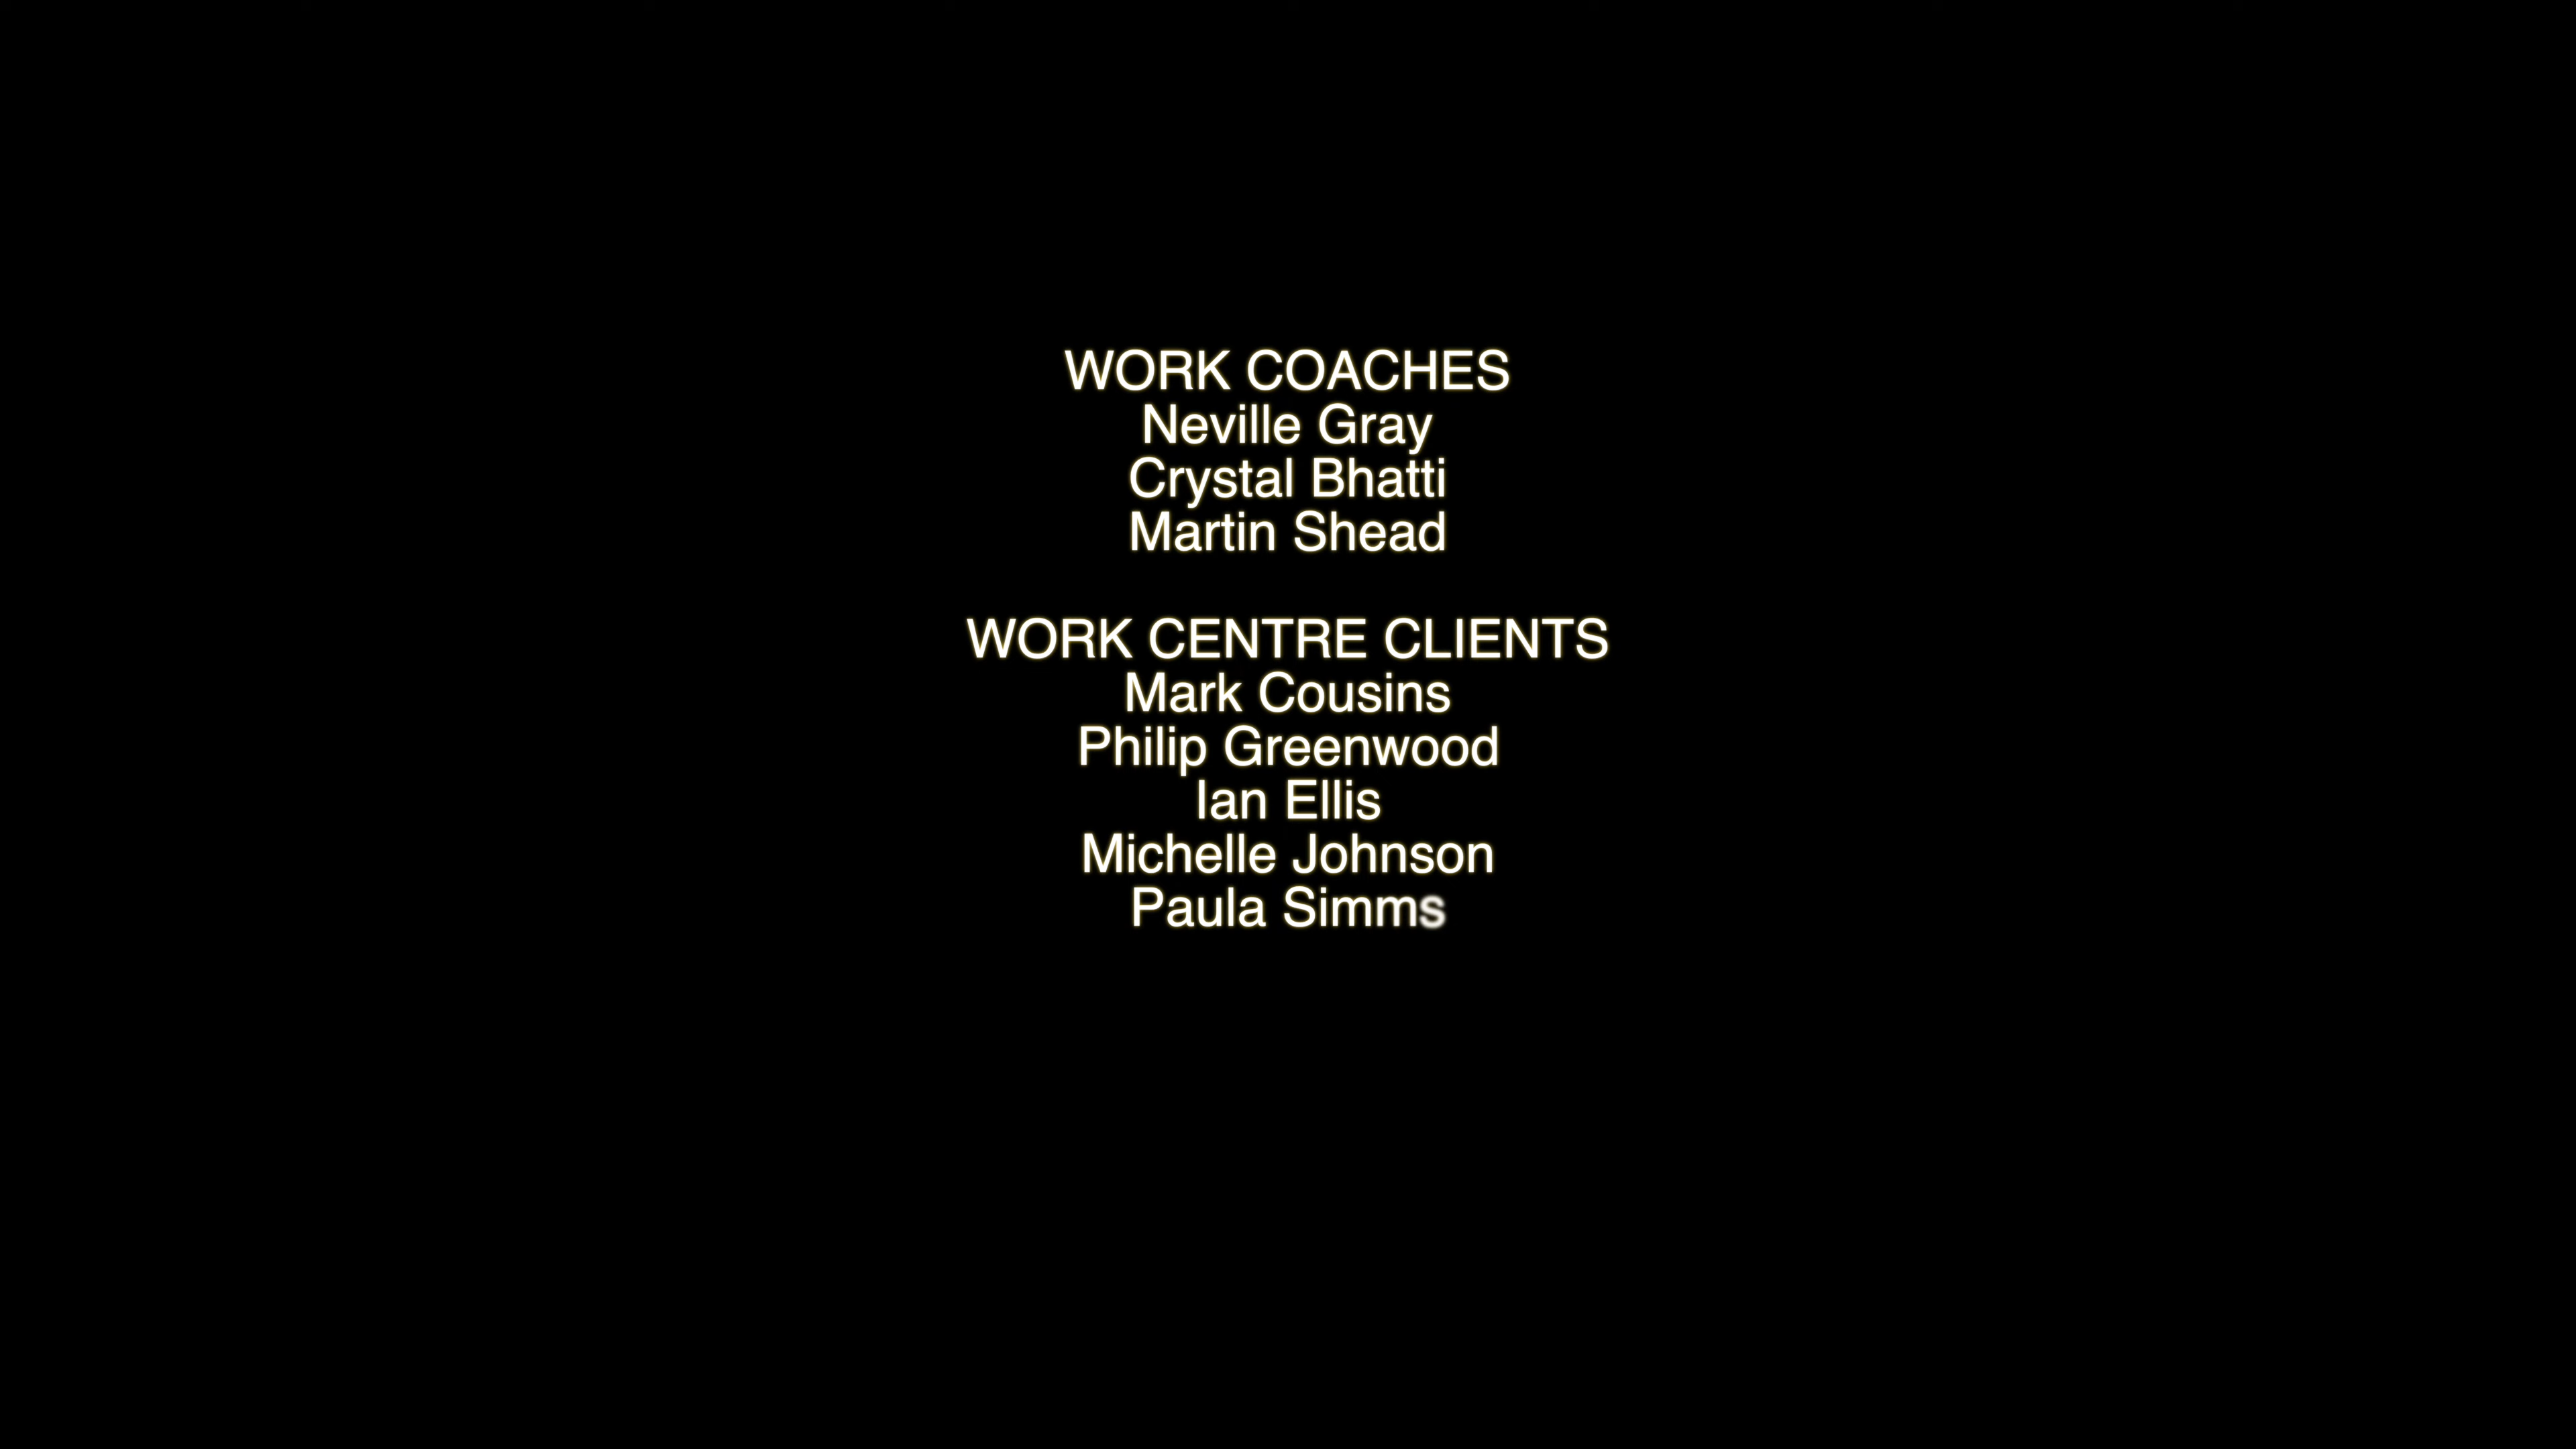 WORK COACHES
Neville Gray
Crystal Bhatti
Martin Shead
WORK CENTRE CLIENTS
Mark Cousins
Philip Greenwood
Ian Ellis
Michelle Johnson
Paula Simms